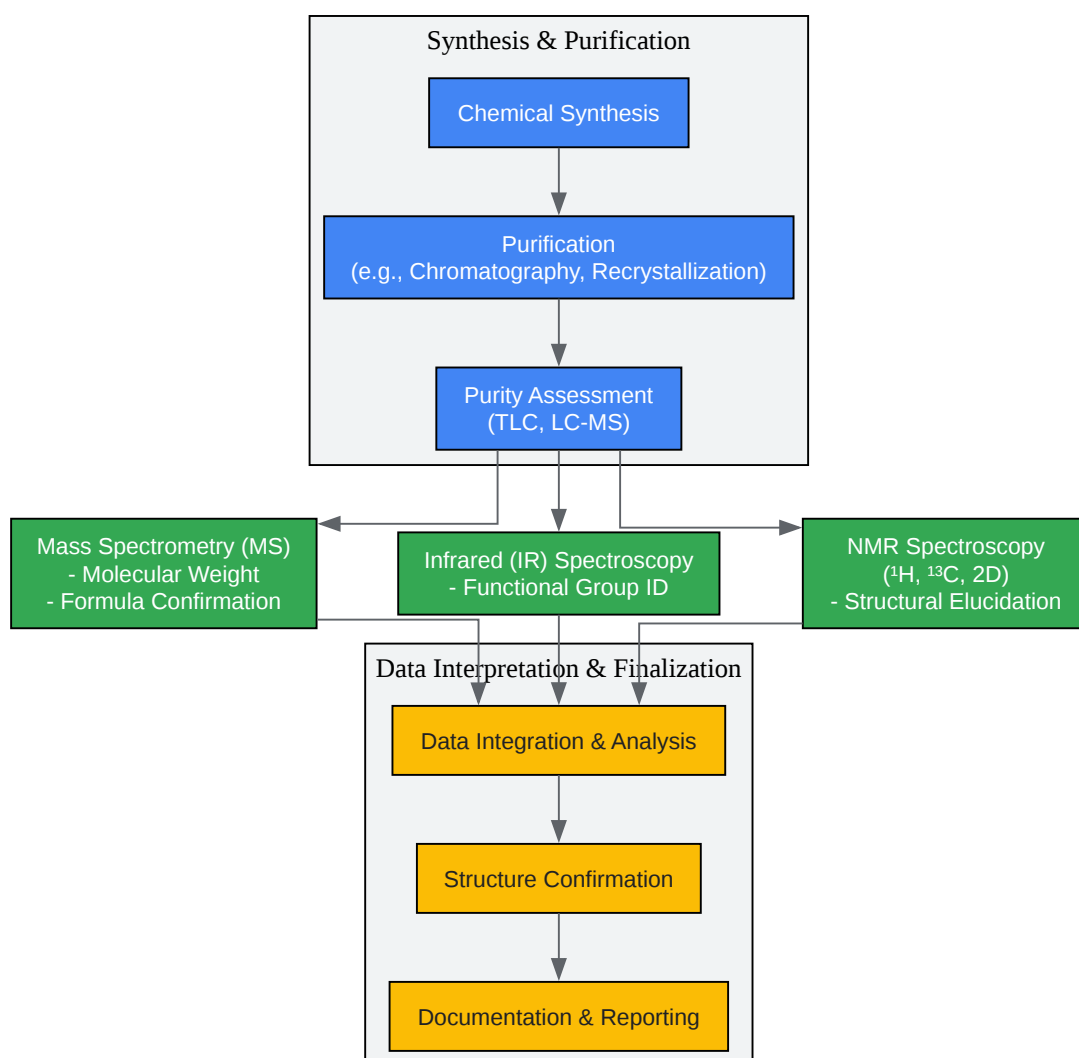 Synthesis & Purification
Chemical Synthesis
Purification
(e.g., Chromatography, Recrystallization)
Purity Assessment
(TLC, LC-MS)
Mass Spectrometry (MS)
- Molecular Weight
- Formula Confirmation
Infrared (IR) Spectroscopy
- Functional Group ID
NMR Spectroscopy
(¹H, ¹³C, 2D)
- Structural Elucidation
Data Interpretation & Finalization
Data Integration & Analysis
Structure Confirmation
Documentation & Reporting